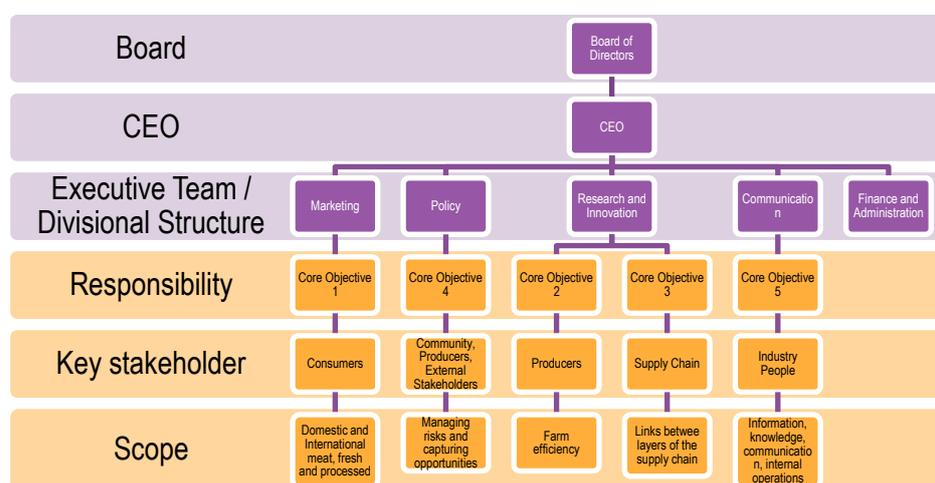 Board
Board of
Directors
CEO
CEO
Executive Team /
Divisional Structure
Marketing
Policy
Research and
Innovation
Communicatio
n
Finance and
Administration
Responsibility
Core Objective
1
Core Objective
4
Core Objective
2
Core Objective
3
Core Objective
5
Key stakeholder
Consumers
Community,
Producers,
External
Stakeholders
Producers
Supply Chain
Industry
People
Scope
Domestic and
International
meat, fresh
and processed
Managing
risks and
capturing
opportunities
Farm
efficiency
Links betwee
layers of the
supply chain
Information,
knowledge,
communicatio
n, internal
operations